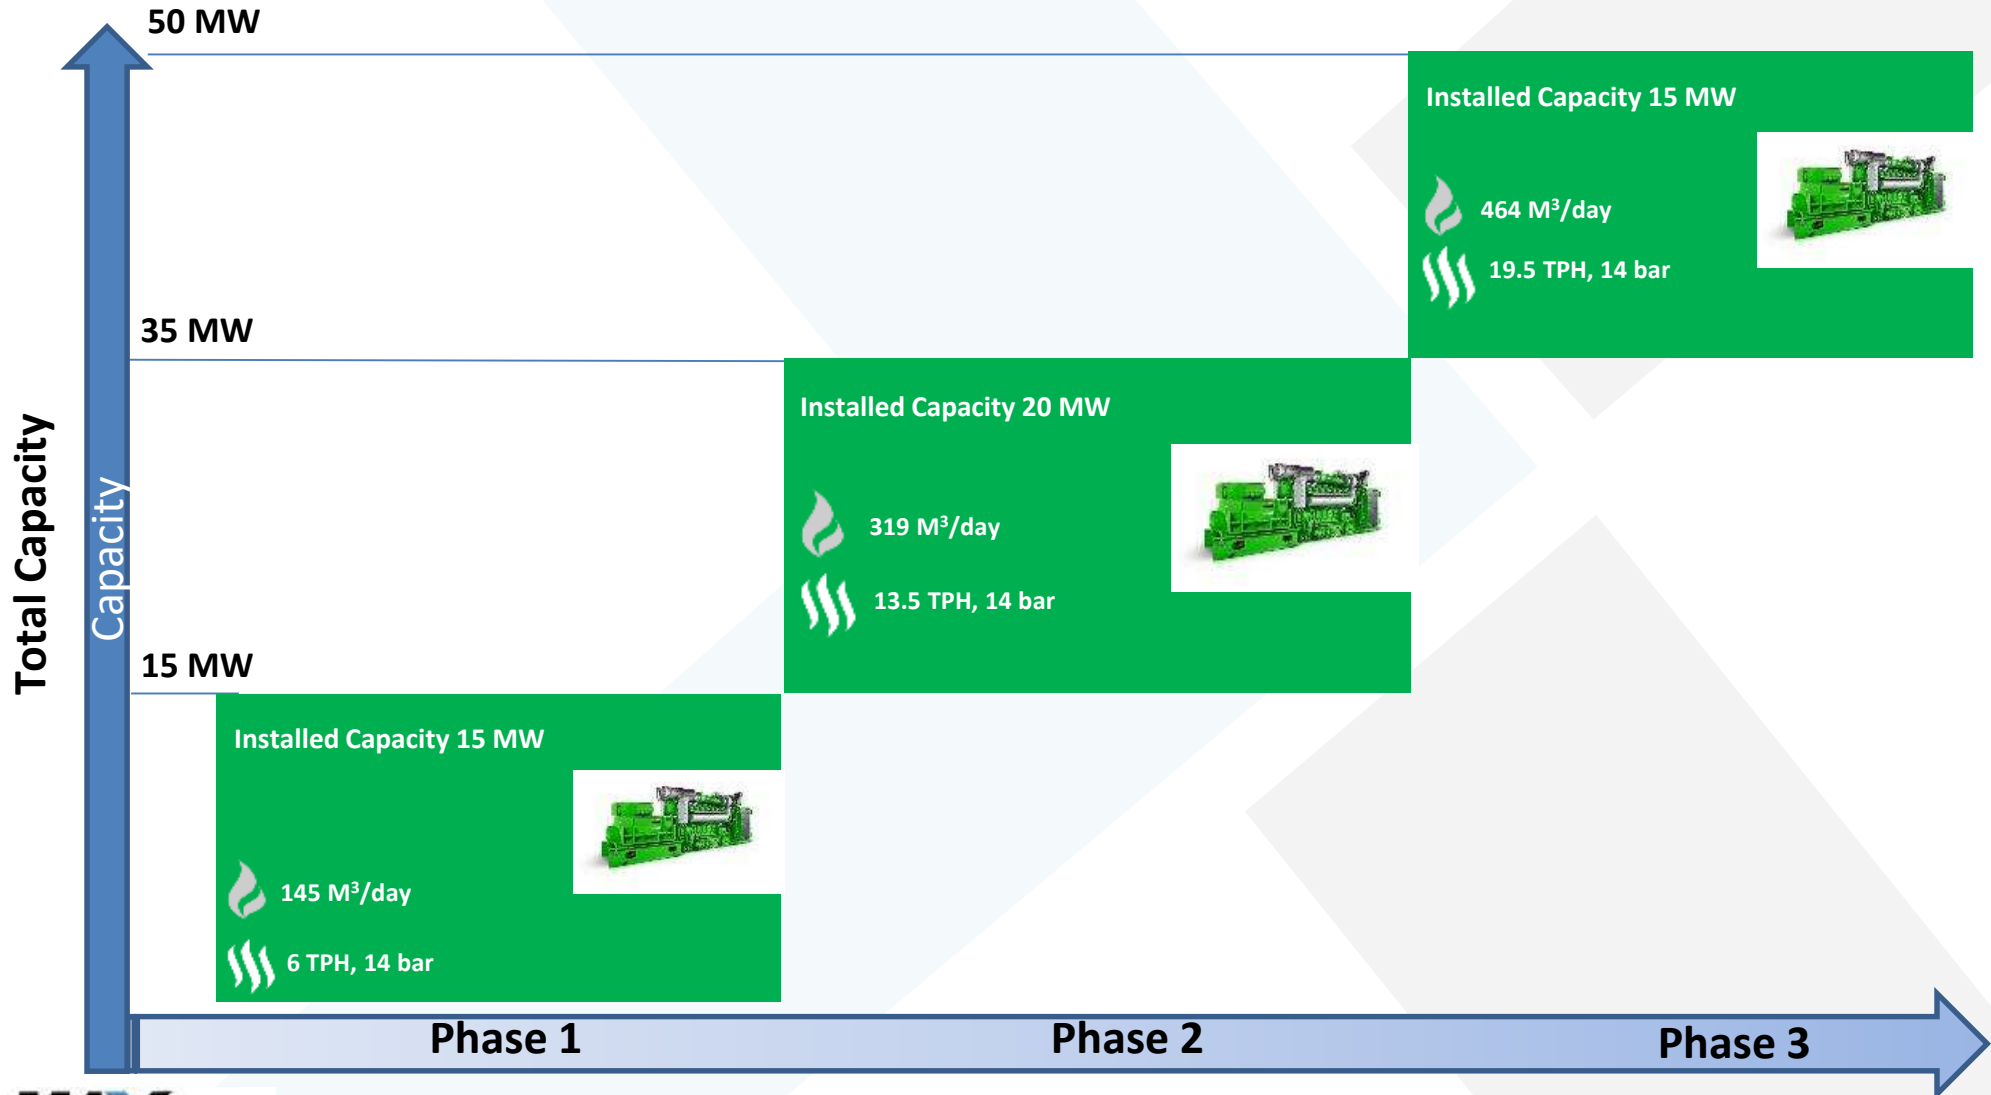 50 MW
Installed Capacity 15 MW
464 M³/day
19.5 TPH, 14 bar
35 MW
Installed Capacity 20 MW
319 M³/day
13.5 TPH, 14 bar
Total Capacity
Capacity
15 MW
Installed Capacity 15 MW
145 M³/day
6 TPH, 14 bar
Phase 1
Phase 2
Phase 3